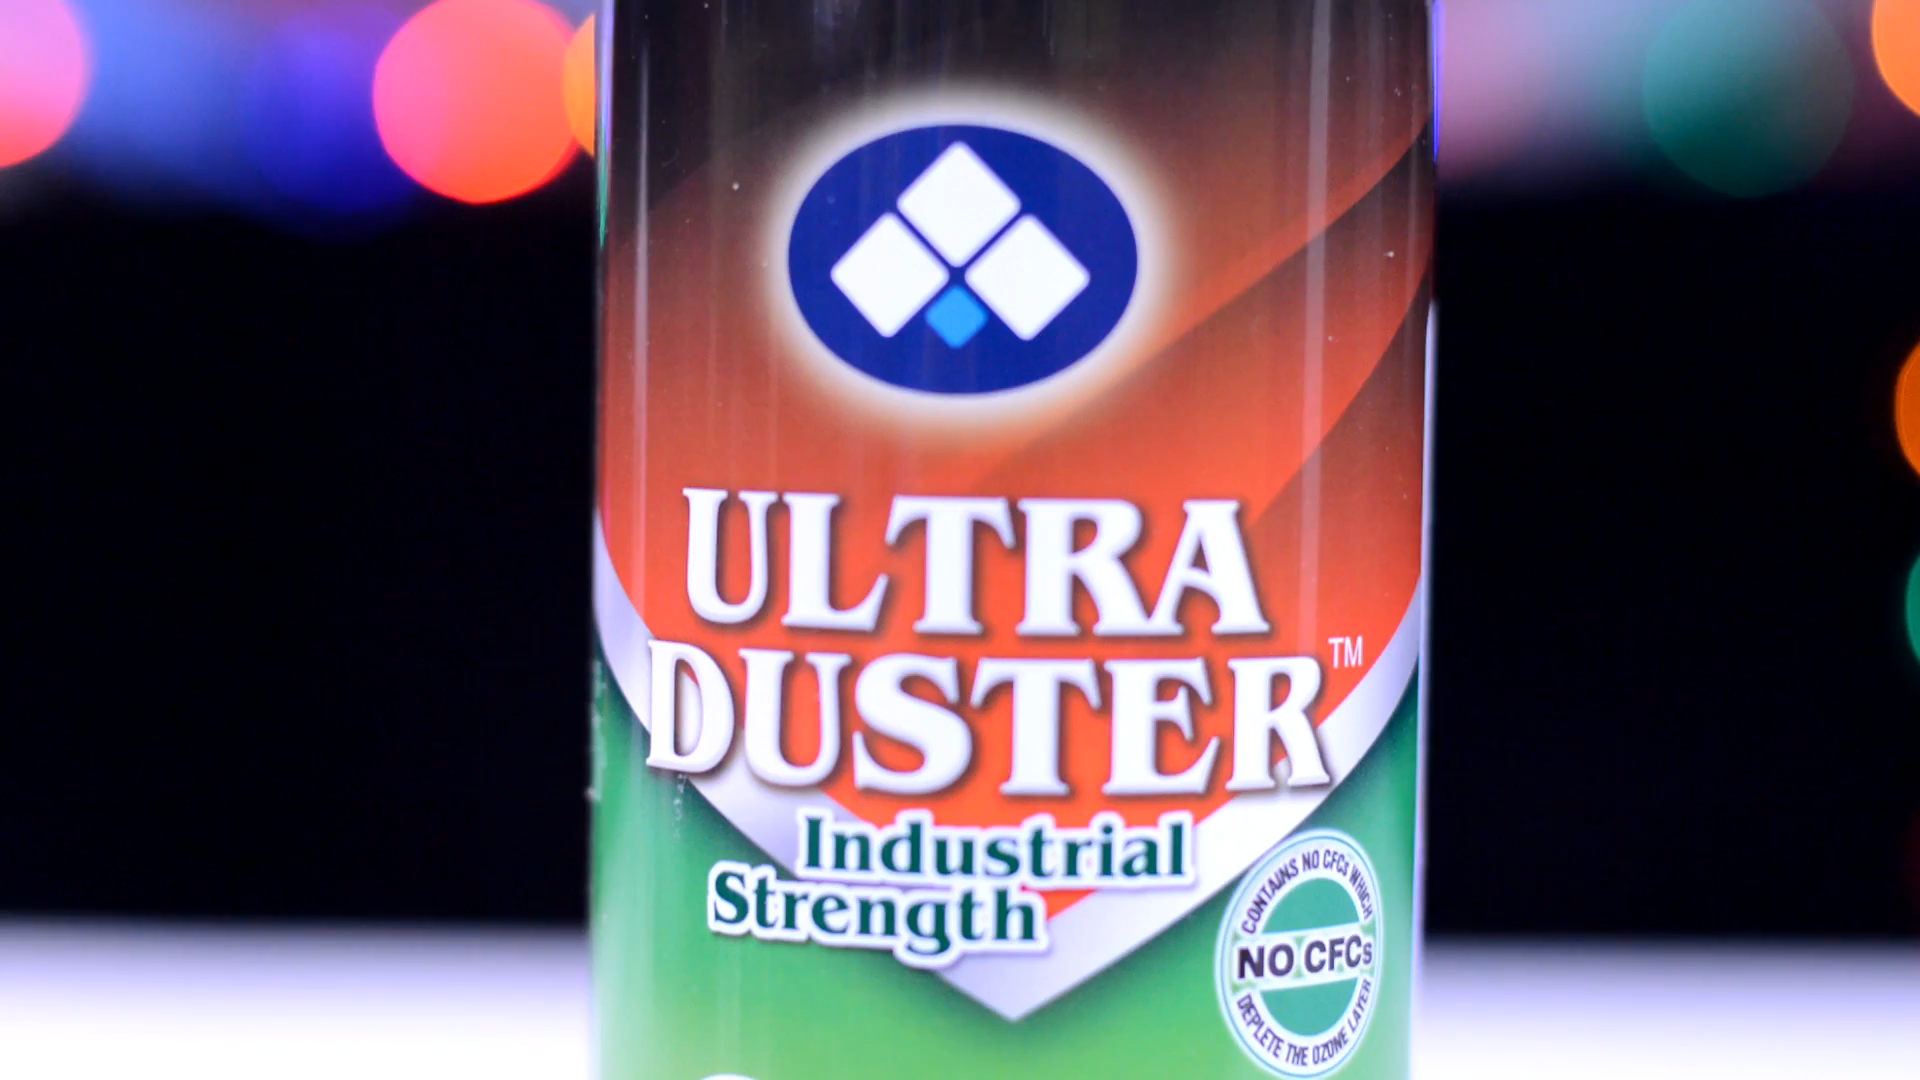 ULTRA
DUSTER™
Industrial
Strength
CONTAINS NO CFCs WHICH
NO CFCs
DEPLETE THE OZONE LAYER